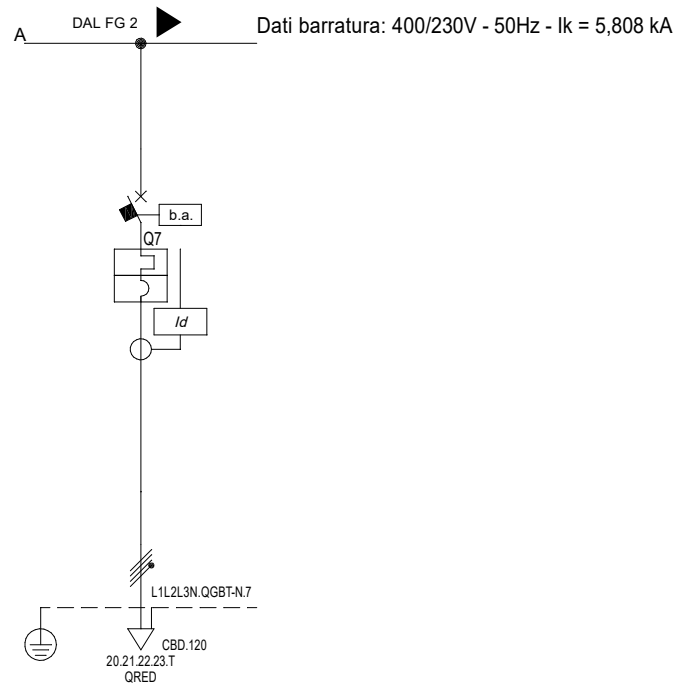 DAL FG 2
Dati barratura: 400/230V - 50Hz - Ik = 5,808 kA
A
b.a.
Q7
Id
L1L2L3N.QGBT-N.7
CBD.120
20.21.22.23.T
QRED